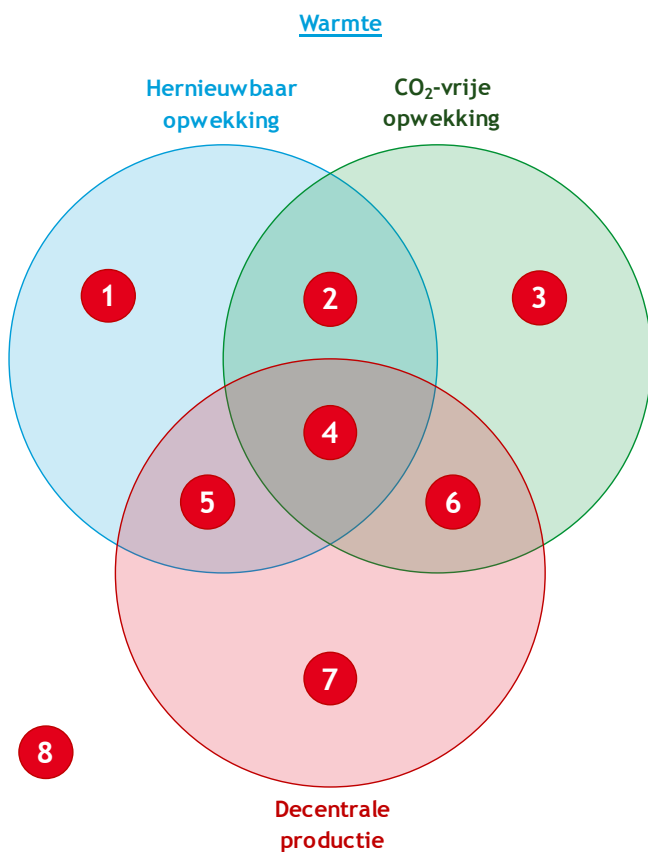 Warmte
Hernieuwbaar
opwekking
CO₂-vrije
opwekking
1
2
3
4
5
6
7
8
Decentrale
productie